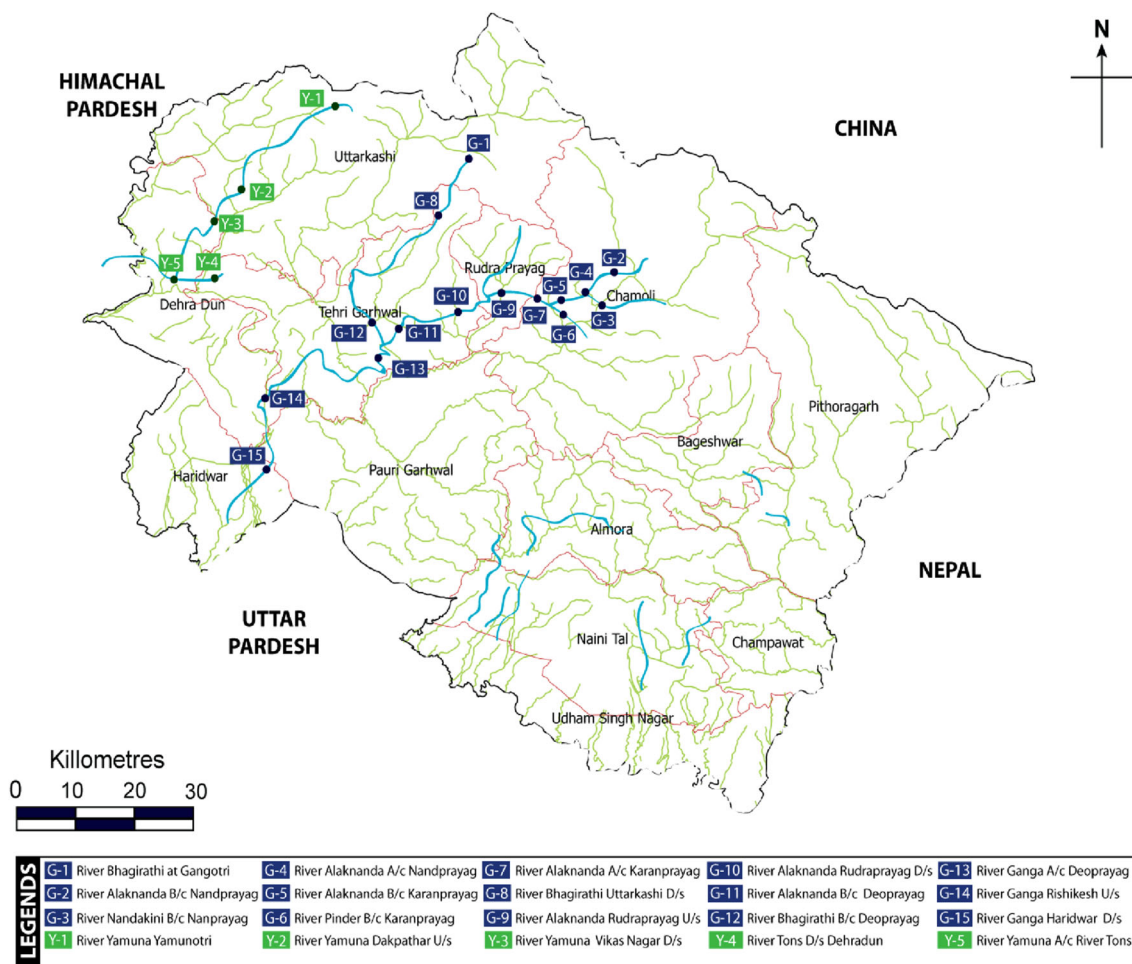 N
HIMACHAL
PARDESH
CHINA
Y-1
Uttarkashi
G-1
Y-2
G-8
Y-3
Y-5
Y-4
Dehra Dun
Rudra Prayag
G-2
G-4
G-5
Chamoli
G-10
G-9
G-7
G-3
G-6
Tehri Garhwal
G-12
G-11
G-13
G-14
Pithoragarh
Bageshwar
G-15
Haridwar
Pauri Garhwal
Almora
NEPAL
UTTAR
PARDESH
Naini Tal
Champawat
Udham Singh Nagar
Killometres
0 10 20 30
LEGENDS
G-1 River Bhagirathi at Gangotri
G-4 River Alaknanda A/c Nandprayag
G-7 River Alaknanda A/c Karanprayag
G-10 River Alaknanda Rudraprayag D/s
G-13 River Ganga A/c Deoprayag
G-2 River Alaknanda B/c Nandprayag
G-5 River Alaknanda B/c Karanprayag
G-8 River Bhagirathi Uttarkashi D/s
G-11 River Alaknanda B/c Deoprayag
G-14 River Ganga Rishikesh U/s
G-3 River Nandakini B/c Nanprayag
G-6 River Pinder B/c Karanprayag
G-9 River Alaknanda Rudraprayag U/s
G-12 River Bhagirathi B/c Deoprayag
G-15 River Ganga Haridwar D/s
Y-1 River Yamuna Yamunotri
Y-2 River Yamuna Dakpathar U/s
Y-3 River Yamuna Vikas Nagar D/s
Y-4 River Tons D/s Dehradun
Y-5 River Yamuna A/c River Tons